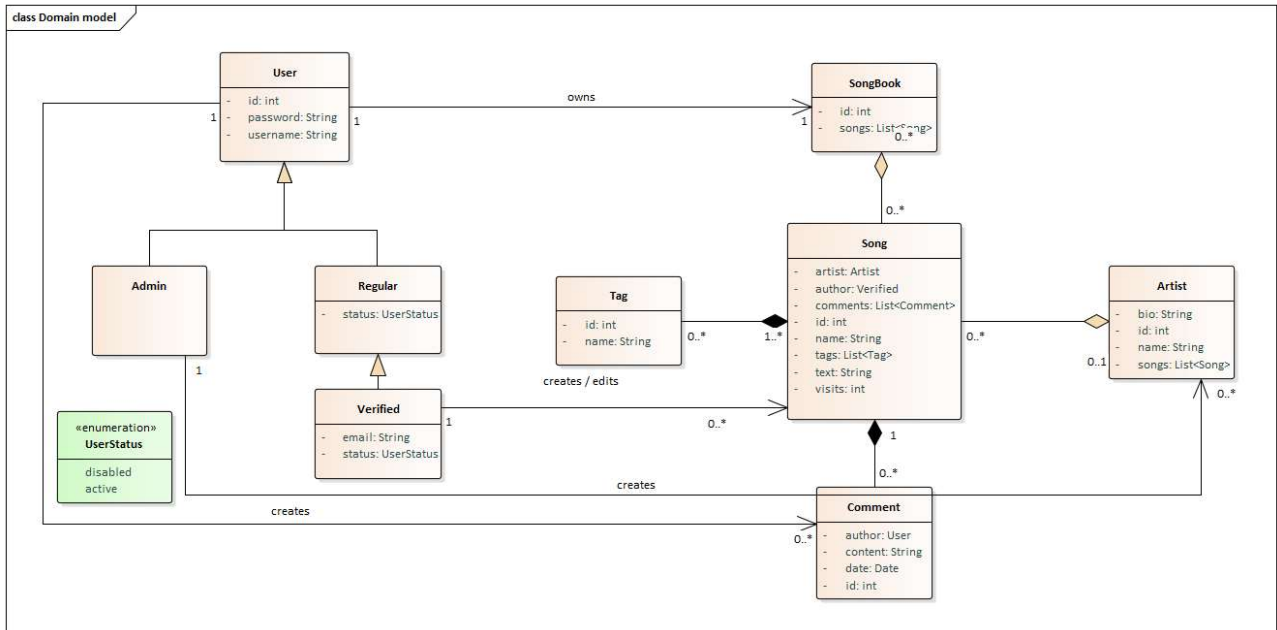 class Domain model
User
- id: int
- password: String
- username: String
1
1
owns
1
SongBook
- id: int
- songs: List<Song>
0..*
0..*
Admin
1
Regular
- status: UserStatus
Tag
- id: int
- name: String
0..*
1..*
Song
- artist: Artist
- author: Verified
- comments: List<Comment>
- id: int
- name: String
- tags: List<Tag>
- text: String
- visits: int
0..*
0..1
Artist
- bio: String
- id: int
- name: String
- songs: List<Song>
0..*
creates / edits
Verified
- email: String
- status: UserStatus
1
0..*
«enumeration»
UserStatus
disabled
active
1
0..*
creates
creates
0..*
Comment
- author: User
- content: String
- date: Date
- id: int